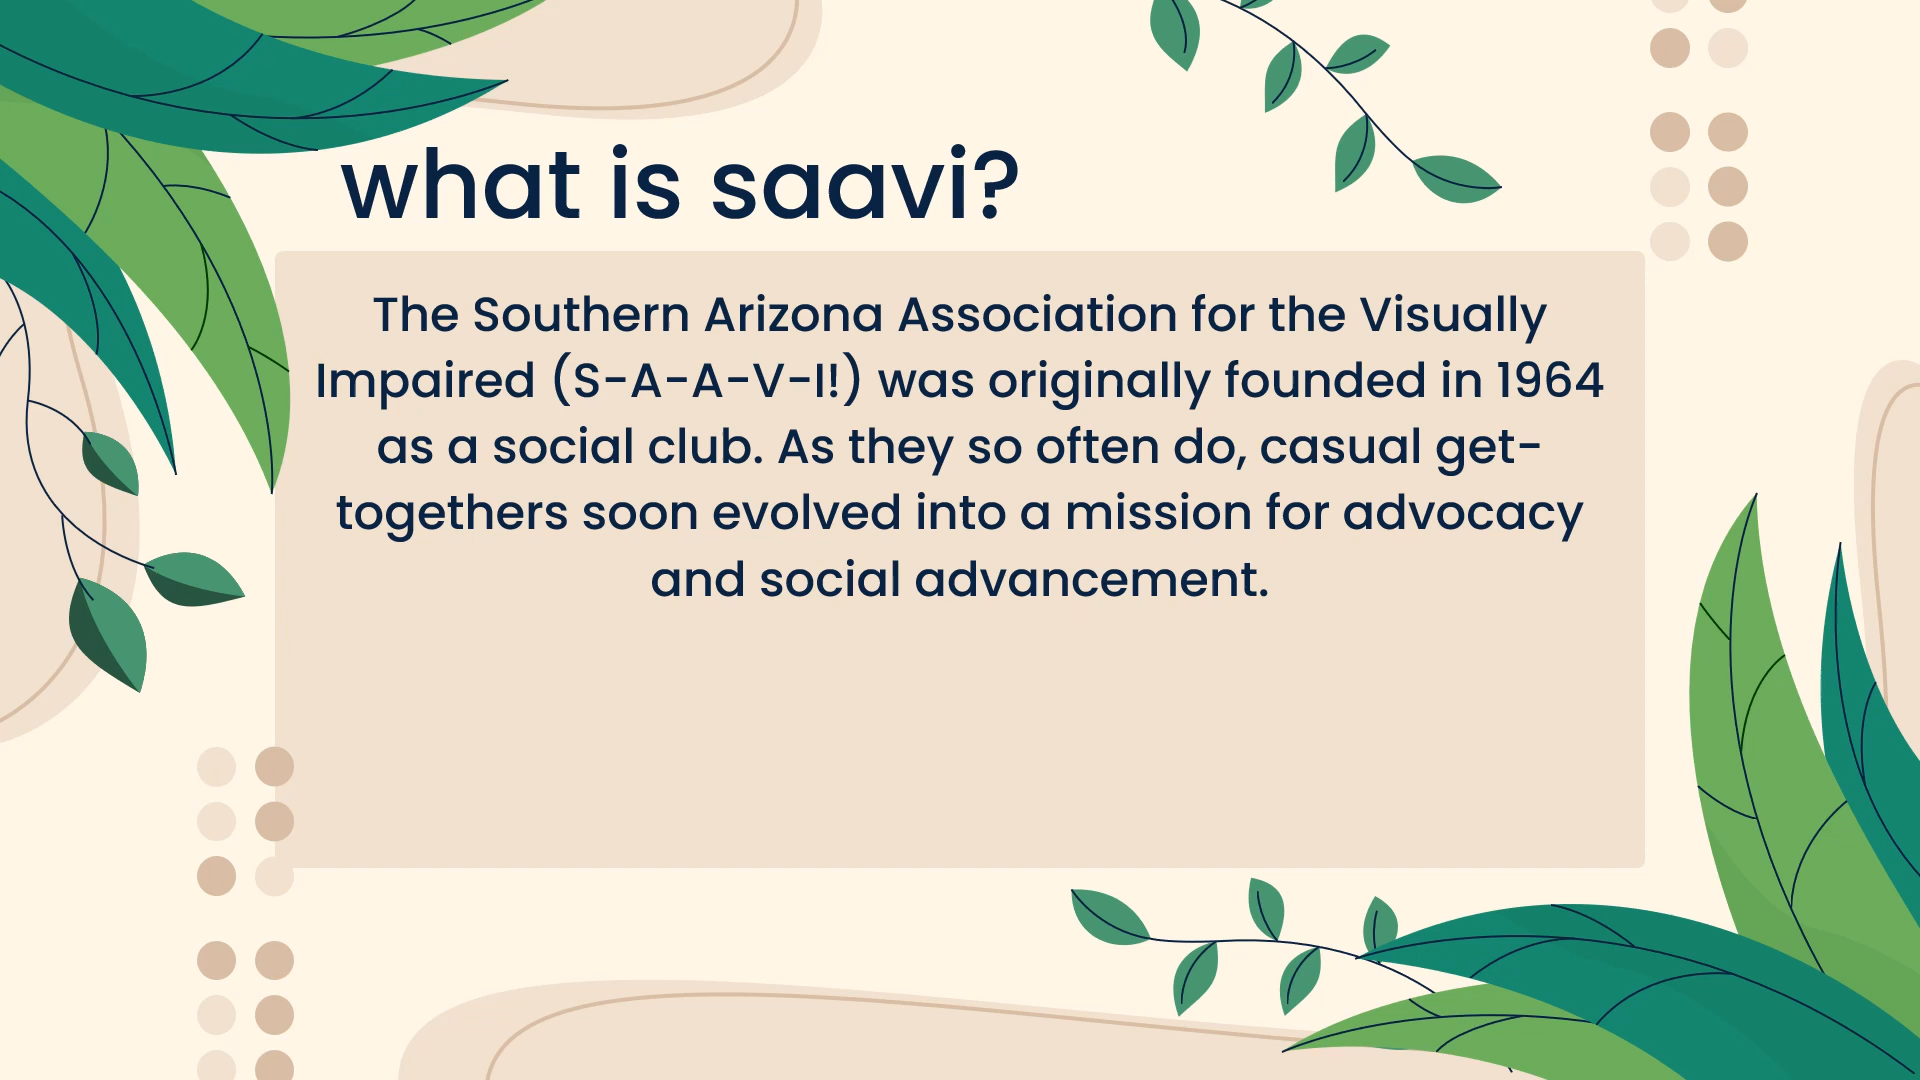 what is saavi?
The Southern Arizona Association for the Visually
Impaired (S-A-A-V-I!) was originally founded in 1964
as a social club. As they so often do, casual get-
togethers soon evolved into a mission for advocacy
and social advancement.